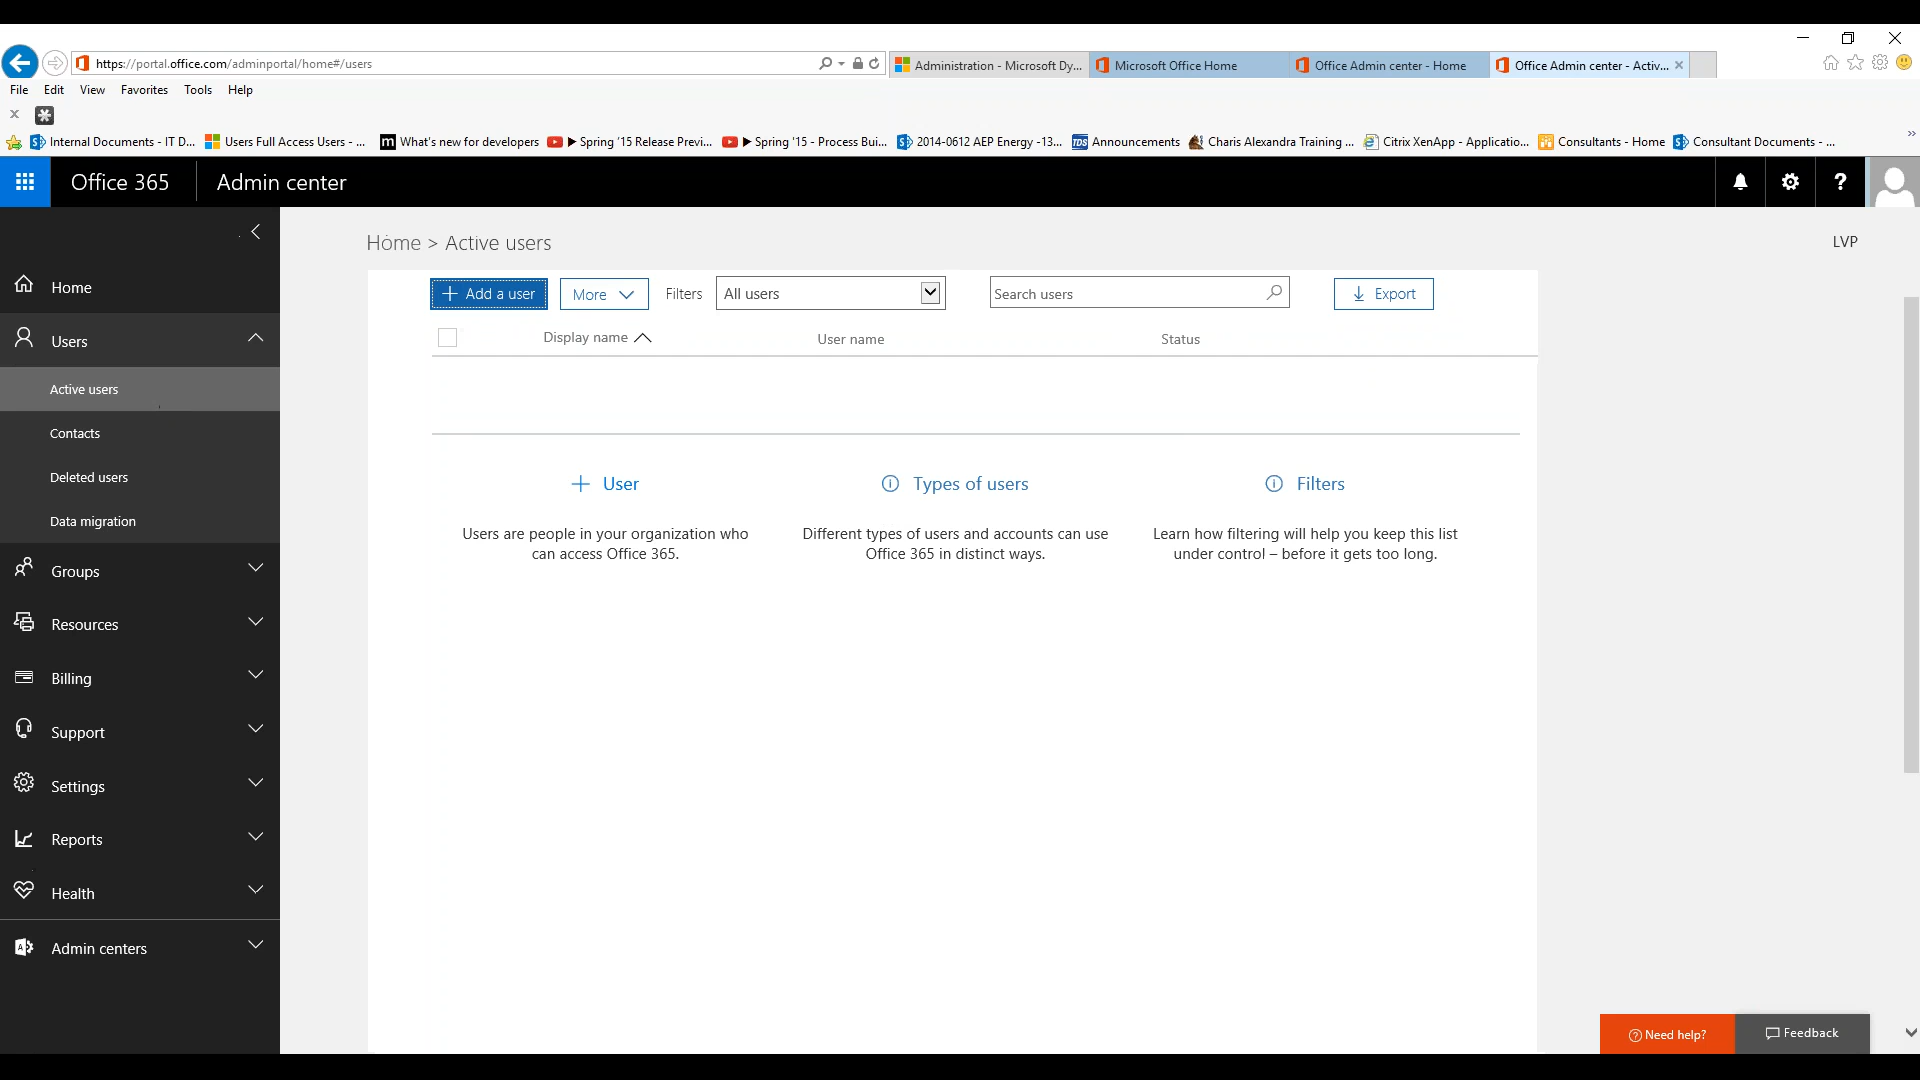 https://portal.office.com/adminportal/home#/users
Administration - Microsoft Dy...
Microsoft Office Home
Office Admin center - Home
Office Admin center - Activ...
File Edit View Favorites Tools Help
Internal Documents - IT D...
Users Full Access Users - ...
What's new for developers
▶ Spring '15 Release Previ...
▶ Spring '15 - Process Bui...
2014-0612 AEP Energy -13...
Announcements
Charis Alexandra Training ...
Citrix XenApp - Applicatio...
Consultants - Home
Consultant Documents - ...
Office 365
Admin center
Home > Active users
LVP
Home
Users
Active users
Contacts
Deleted users
Data migration
Groups
Resources
Billing
Support
Settings
Reports
Health
Admin centers
+ Add a user
More
Filters
All users
Search users
Export
Display name
User name
Status
+ User
Users are people in your organization who
can access Office 365.
Types of users
Different types of users and accounts can use
Office 365 in distinct ways.
Filters
Learn how filtering will help you keep this list
under control – before it gets too long.
Need help?
Feedback